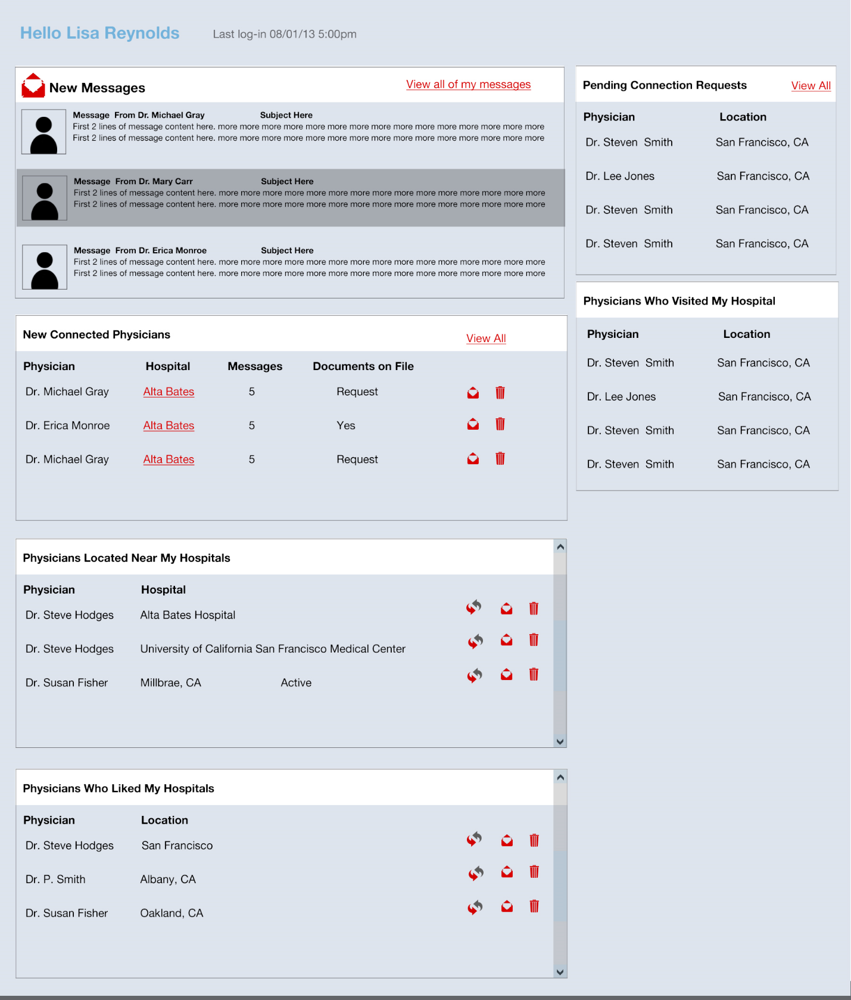 Hello Lisa Reynolds Last log-in 08/01/13 5:00pm
New Messages View all of my messages
Message From Dr. Michael Gray Subject Here
First 2 lines of message content here. more more more more more more more more more more more more more more more
First 2 lines of message content here. more more more more more more more more more more more more more more more
Message From Dr. Mary Carr Subject Here
First 2 lines of message content here. more more more more more more more more more more more more more more more
First 2 lines of message content here. more more more more more more more more more more more more more more more
Message From Dr. Erica Monroe Subject Here
First 2 lines of message content here. more more more more more more more more more more more more more more more
First 2 lines of message content here. more more more more more more more more more more more more more more more
Pending Connection Requests View All
Physician Location
Dr. Steven Smith San Francisco, CA
Dr. Lee Jones San Francisco, CA
Dr. Steven Smith San Francisco, CA
Dr. Steven Smith San Francisco, CA
Physicians Who Visited My Hospital
Physician Location
Dr. Steven Smith San Francisco, CA
Dr. Lee Jones San Francisco, CA
Dr. Steven Smith San Francisco, CA
Dr. Steven Smith San Francisco, CA
New Connected Physicians View All
Physician Hospital Messages Documents on File
Dr. Michael Gray Alta Bates 5 Request
Dr. Erica Monroe Alta Bates 5 Yes
Dr. Michael Gray Alta Bates 5 Request
Physicians Located Near My Hospitals
Physician Hospital
Dr. Steve Hodges Alta Bates Hospital
Dr. Steve Hodges University of California San Francisco Medical Center
Dr. Susan Fisher Millbrae, CA Active
Physicians Who Liked My Hospitals
Physician Location
Dr. Steve Hodges San Francisco
Dr. P. Smith Albany, CA
Dr. Susan Fisher Oakland, CA